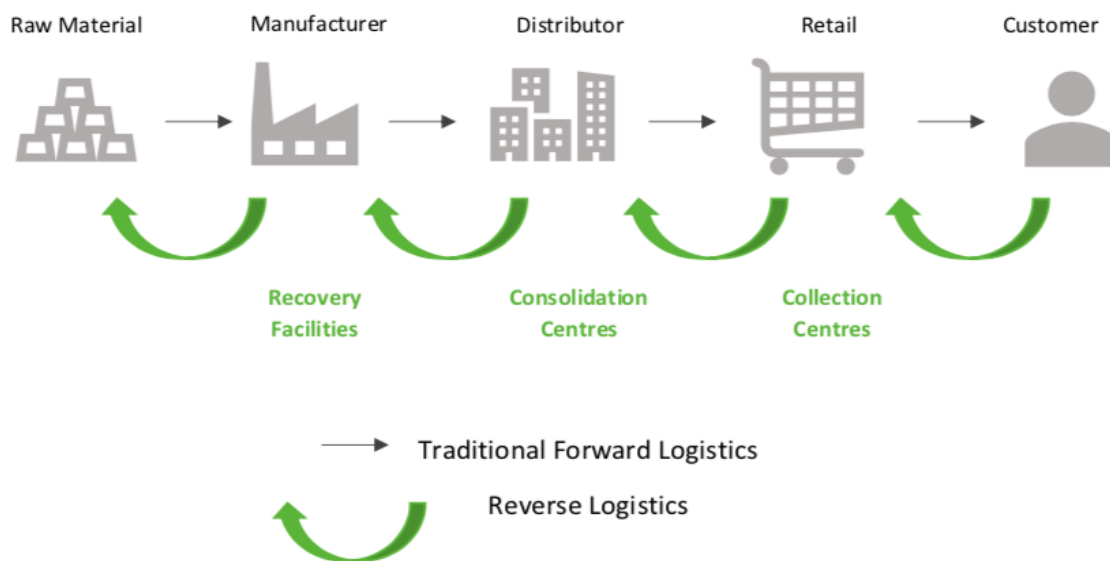 Raw Material
Manufacturer
Distributor
Retail
Customer
Recovery
Facilities
Consolidation
Centres
Collection
Centres
Traditional Forward Logistics
Reverse Logistics